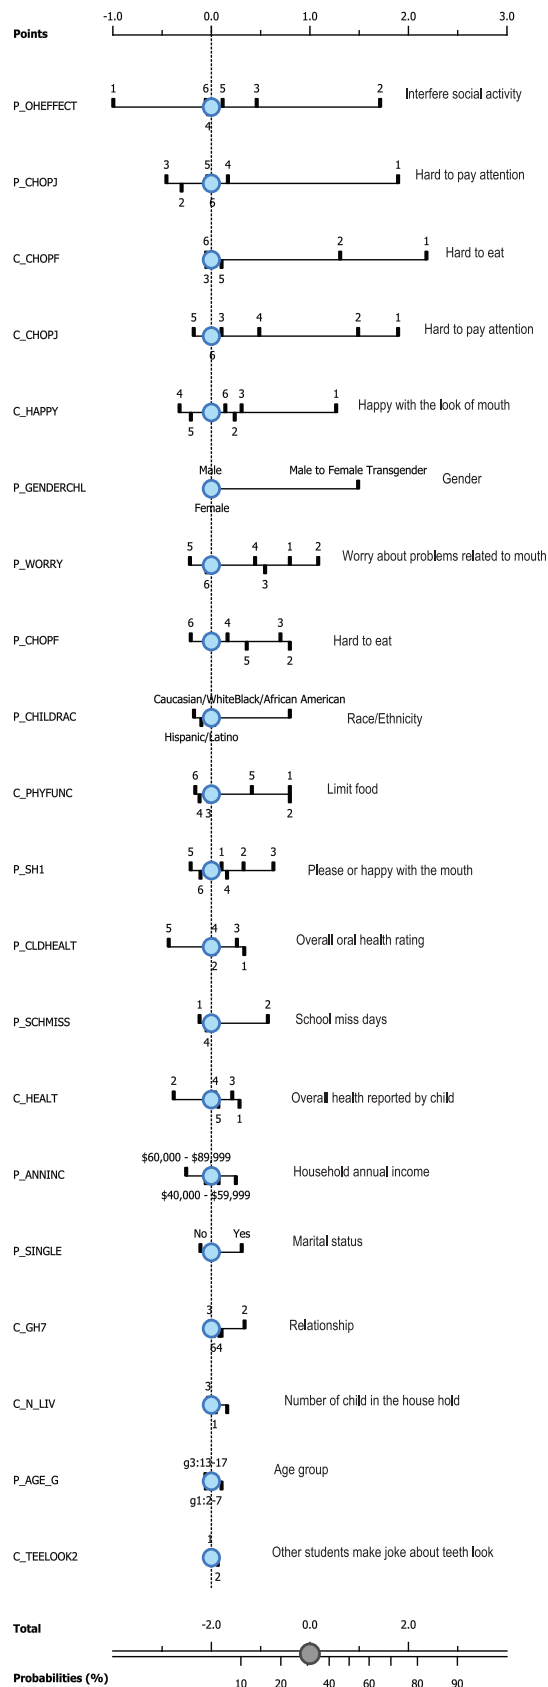 Points -1.0 0.0 1.0 2.0 3.0
1 6 5 3 2
P_OHEFFECT Interfere social activity
4
3 5 4 1
P_CHOPJ Hard to pay attention
2 6
6 2 1
C_CHOPF Hard to eat
3 5
5 3 4 2 1
C_CHOPJ Hard to pay attention
6
4 6 3 1
C_HAPPY Happy with the look of mouth
5 2
Male Male to Female Transgender
P_GENDERCHL Gender
Female
5 4 1 2
P_WORRY Worry about problems related to mouth
6 3
6 4 3
P_CHOPF Hard to eat
5 2
Caucasian/WhiteBlack/African American
P_CHILDRAC Race/Ethnicity
Hispanic/Latino
6 5 1
C_PHYFUNC Limit food
4 3 2
5 1 2 3
P_SH1 Please or happy with the mouth
6 4
5 4 3
P_CLDHEALT Overall oral health rating
2 1
1 2
P_SCHMISS School miss days
4
2 4 3
C_HEALT Overall health reported by child
5 1
$60,000 - $89,999
P_ANNINC Household annual income
$40,000 - $59,999
No Yes
P_SINGLE Marital status
3 2
C_GH7 Relationship
64
3
C_N_LIV Number of child in the house hold
1
g3:13-17
P_AGE_G Age group
g1:2-7
1
C_TEELOOK2 Other students make joke about teeth look
2
Total -2.0 0.0 2.0
Probabilities (%) 10 20 40 60 80 90